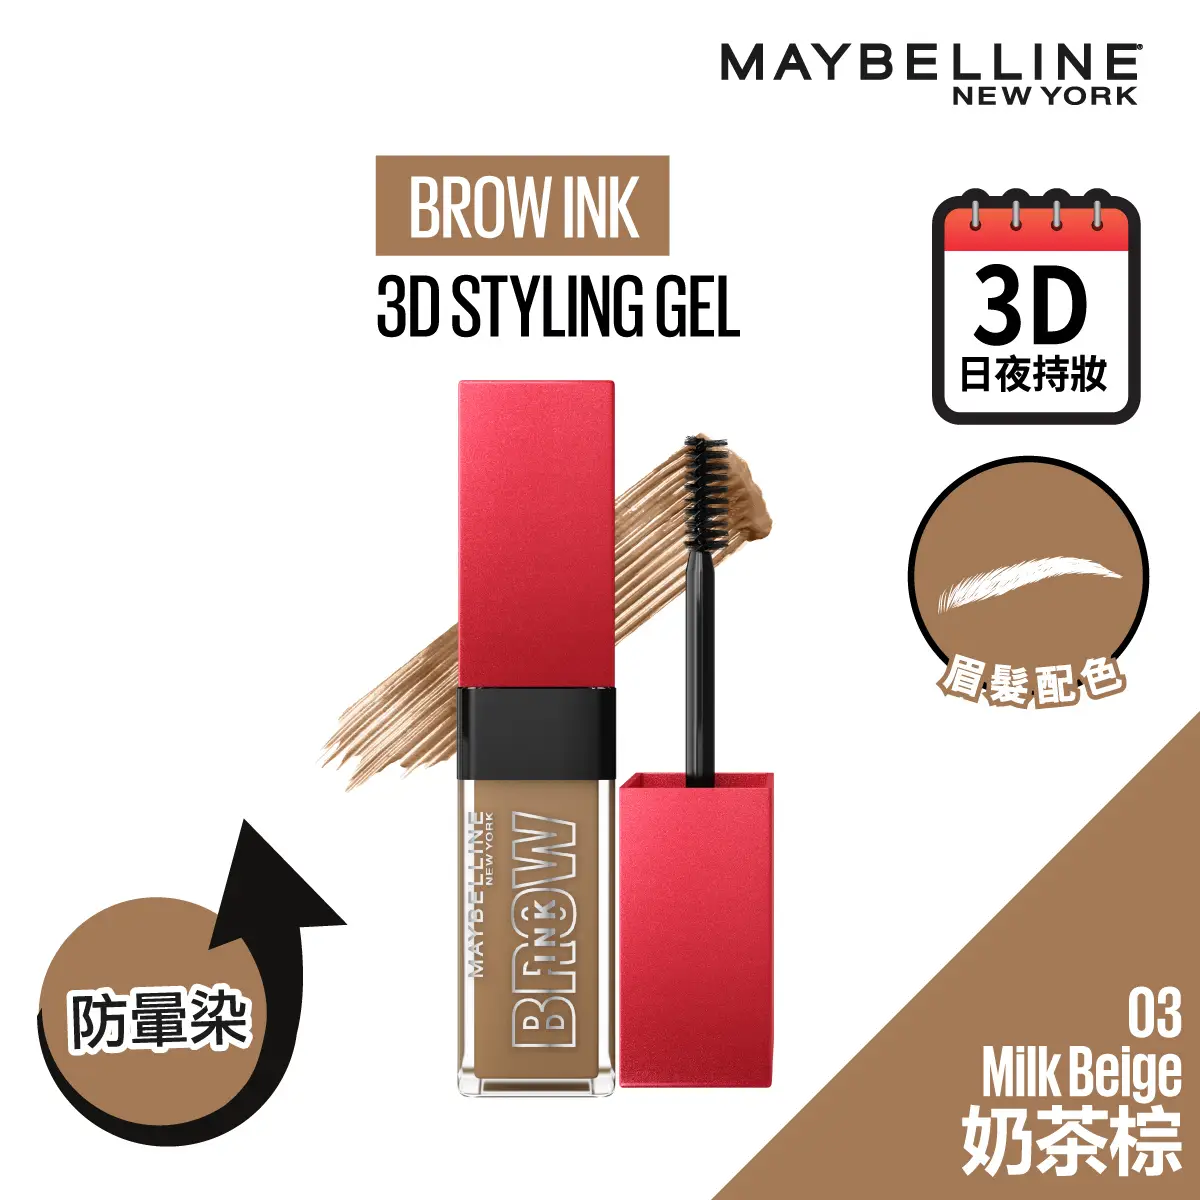 MAYBELLINE
NEW YORK
BROW INK
3D STYLING GEL
3D
日夜持妝
眉髮配色
MAYBELLINE
NEW YORK
BROW
INK
防暈染
03
Milk Beige
奶茶棕